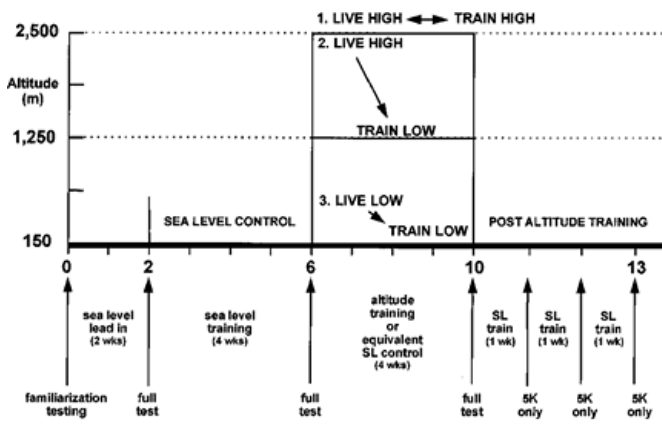 1. LIVE HIGH TRAIN HIGH
2,500
2. LIVE HIGH
Altitude
(m)
TRAIN LOW
1,250
3. LIVE LOW
SEA LEVEL CONTROL
POST ALTITUDE TRAINING
TRAIN LOW
150
0 2 6 10 13
sea level
lead in
(2 wks)
sea level
training
(4 wks)
altitude
training
or
equivalent
SL control
(4 wks)
SL
train
(1 wk)
SL
train
(1 wk)
SL
train
(1 wk)
familiarization
testing
full
test
full
test
full
test
5K
only
5K
only
5K
only